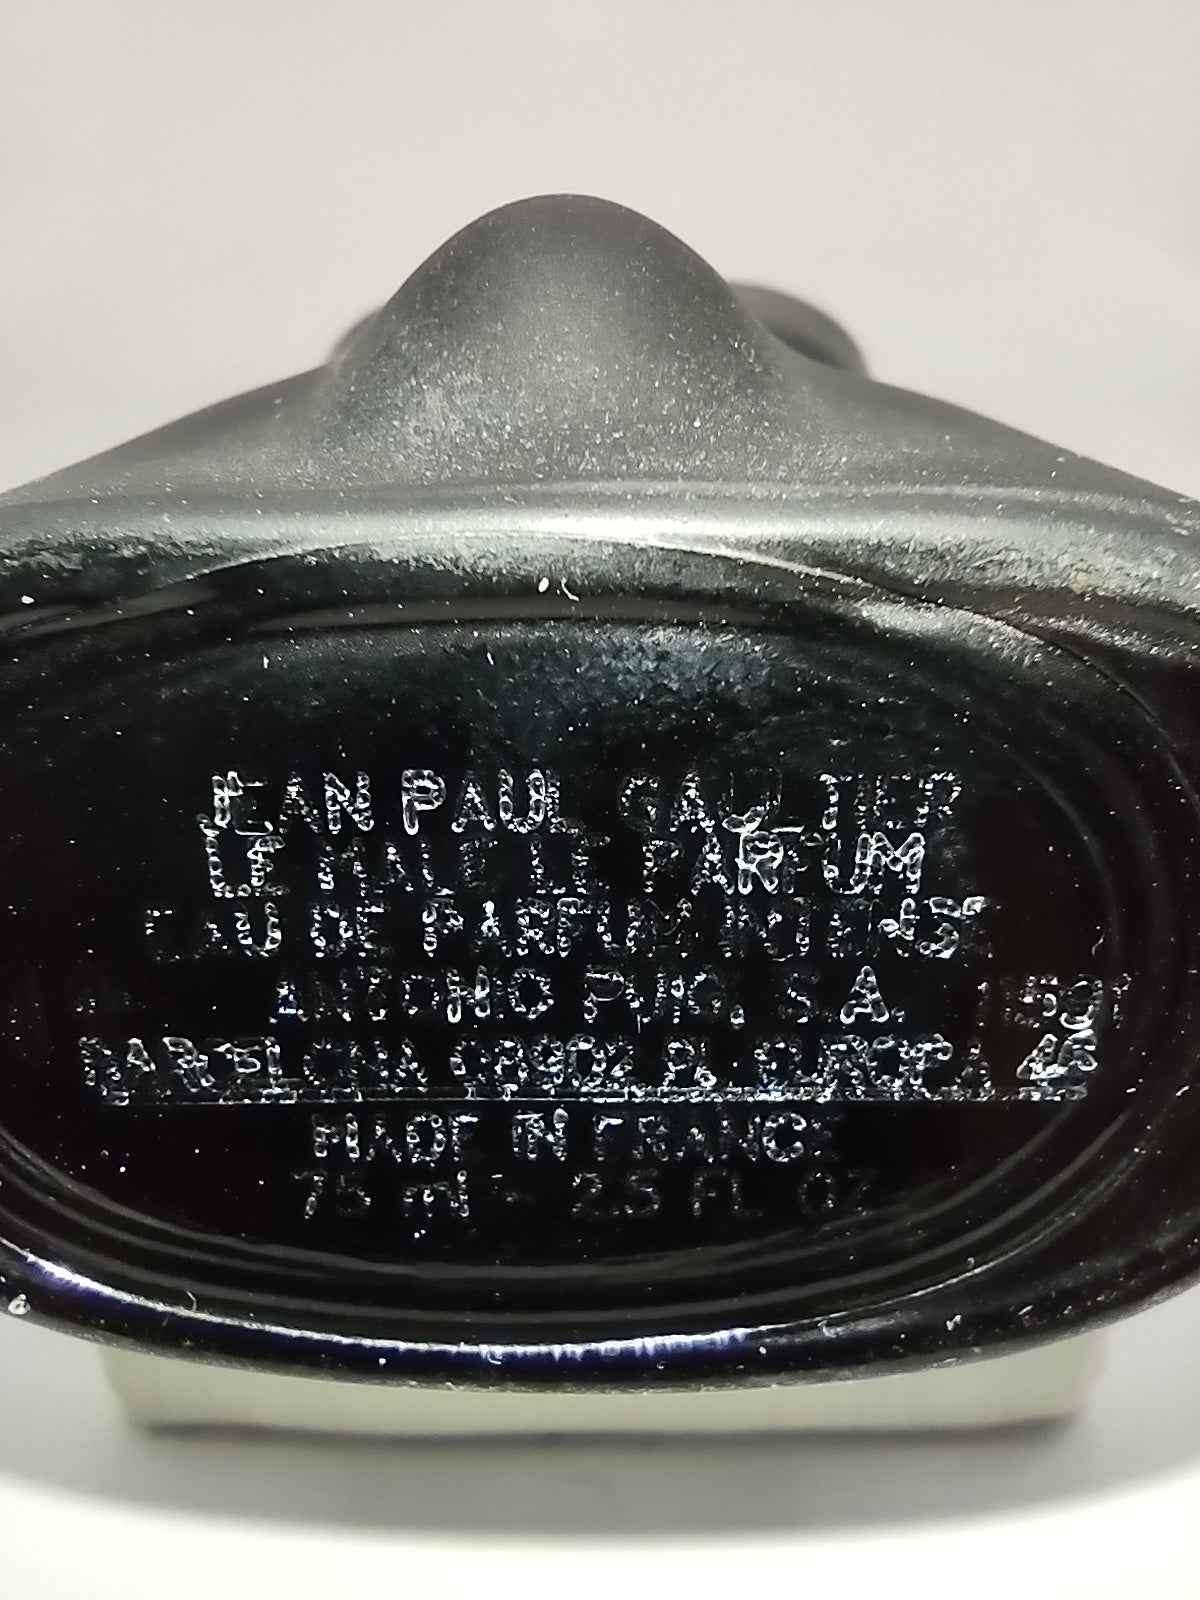 JEAN PAUL GAULTIER
LE MALE LE PARFUM
EAU DE PARFUM INTENSE
ANTONIO PUIG, S.A.
BARCELONA 08902 PL. EUROPA 46
MADE IN FRANCE
75 ml - 2.5 FL OZ